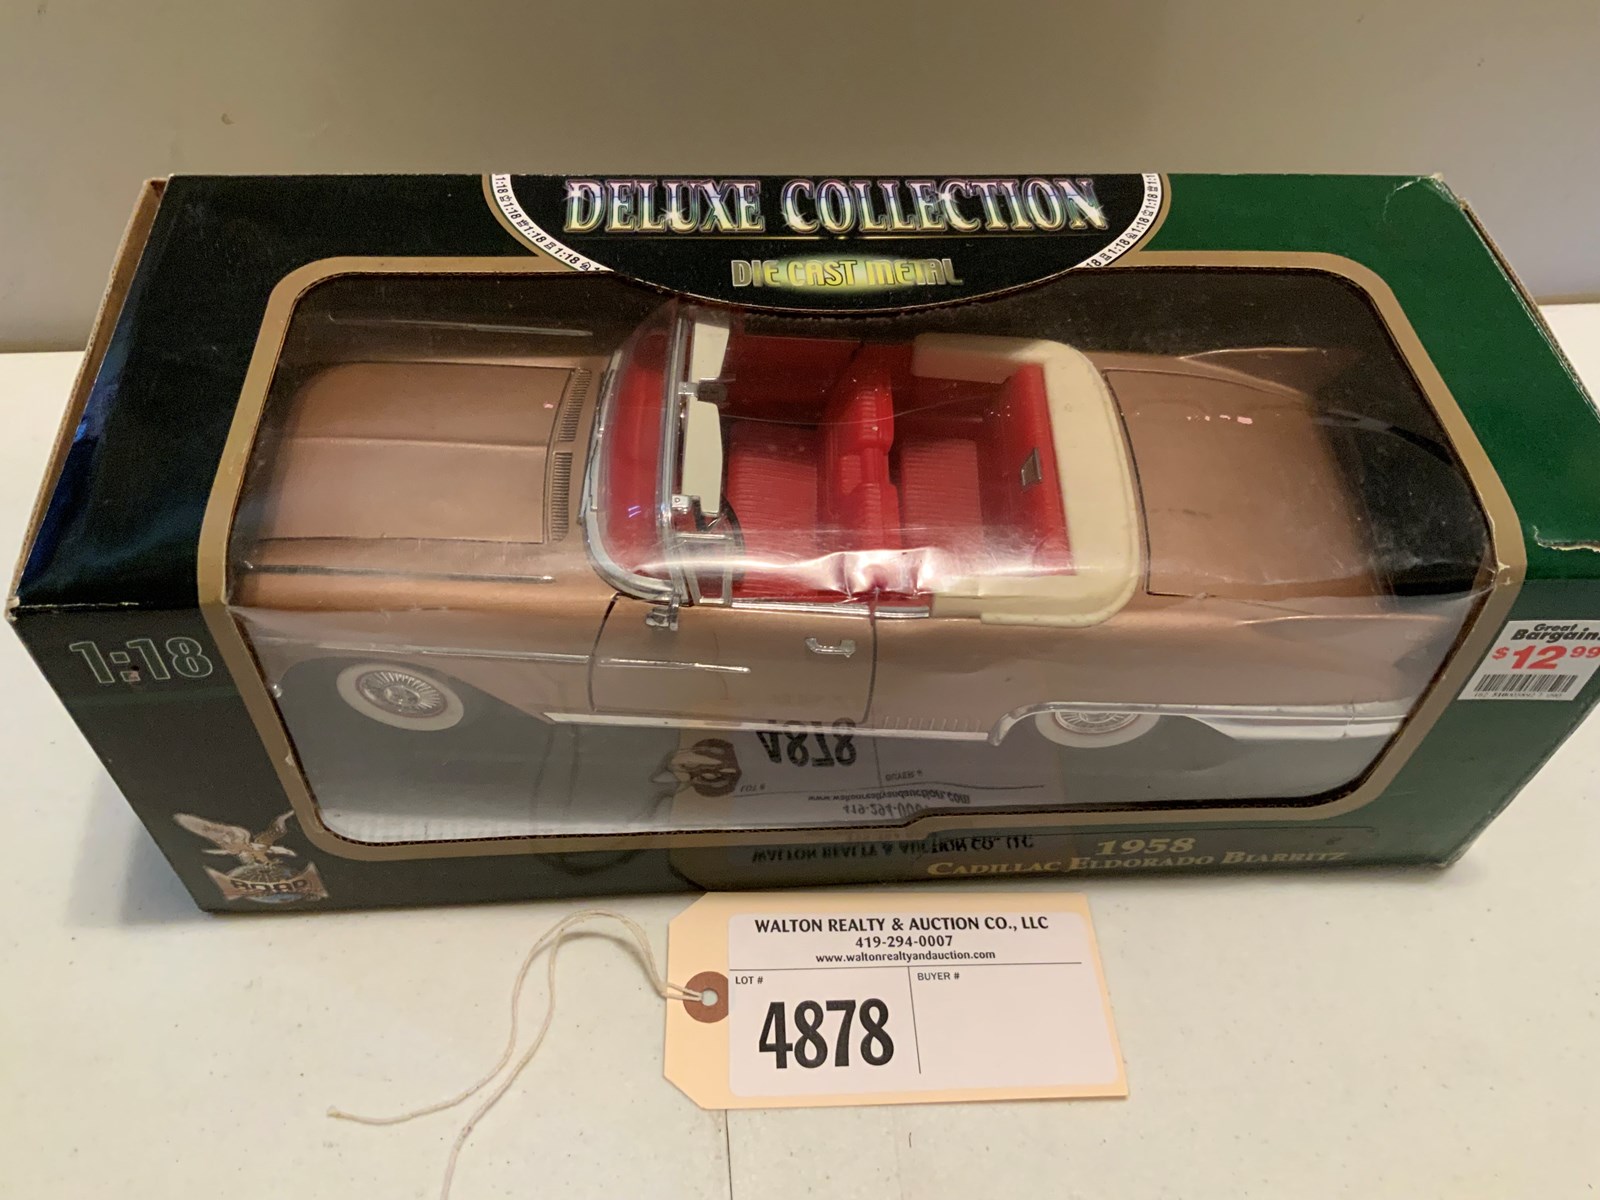 DELUXE COLLECTION
DIE CAST METAL
1:18
Great
Bargain
$12.99
ROAD
1958
CADILLAC ELDORADO BIARRITZ
WALTON REALTY & AUCTION CO., LLC
419-294-0007
www.waltonrealtyandauction.com
LOT #
BUYER #
4878